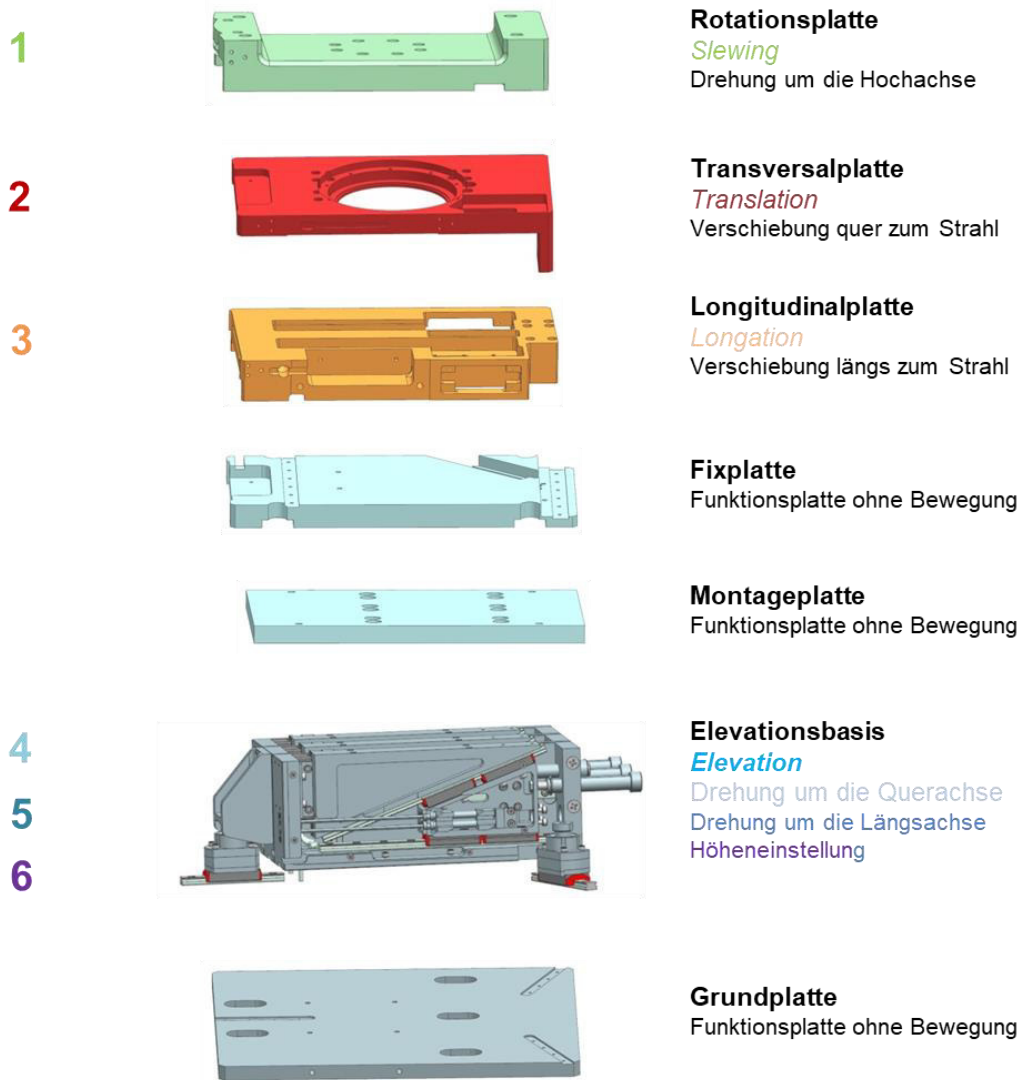 1
Rotationsplatte
Slewing
Drehung um die Hochachse
2
Transversalplatte
Translation
Verschiebung quer zum Strahl
3
Longitudinalplatte
Longation
Verschiebung längs zum Strahl
Fixplatte
Funktionsplatte ohne Bewegung
Montageplatte
Funktionsplatte ohne Bewegung
4
5
6
Elevationsbasis
Elevation
Drehung um die Querachse
Drehung um die Längsachse
Höheneinstellung
Grundplatte
Funktionsplatte ohne Bewegung